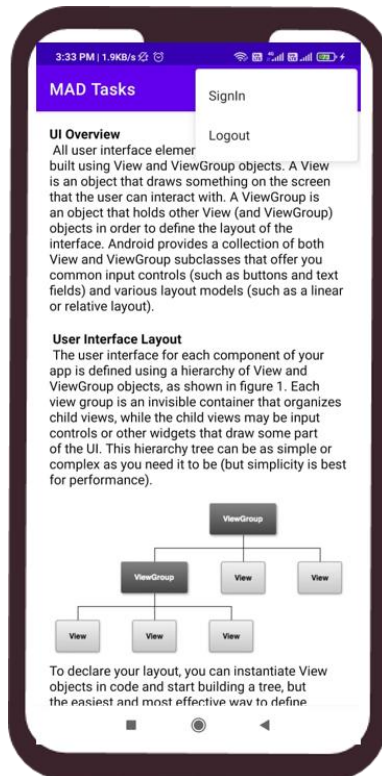 3:33 PM | 1.9KB/s
MAD Tasks
SignIn
Logout
UI Overview
All user interface elemer
built using View and ViewGroup objects. A View
is an object that draws something on the screen
that the user can interact with. A ViewGroup is
an object that holds other View (and ViewGroup)
objects in order to define the layout of the
interface. Android provides a collection of both
View and ViewGroup subclasses that offer you
common input controls (such as buttons and text
fields) and various layout models (such as a linear
or relative layout).
User Interface Layout
The user interface for each component of your
app is defined using a hierarchy of View and
ViewGroup objects, as shown in figure 1. Each
view group is an invisible container that organizes
child views, while the child views may be input
controls or other widgets that draw some part
of the UI. This hierarchy tree can be as simple or
complex as you need it to be (but simplicity is best
for performance).
ViewGroup
ViewGroup View View
View View View
To declare your layout, you can instantiate View
objects in code and start building a tree, but
the easiest and most effective way to define